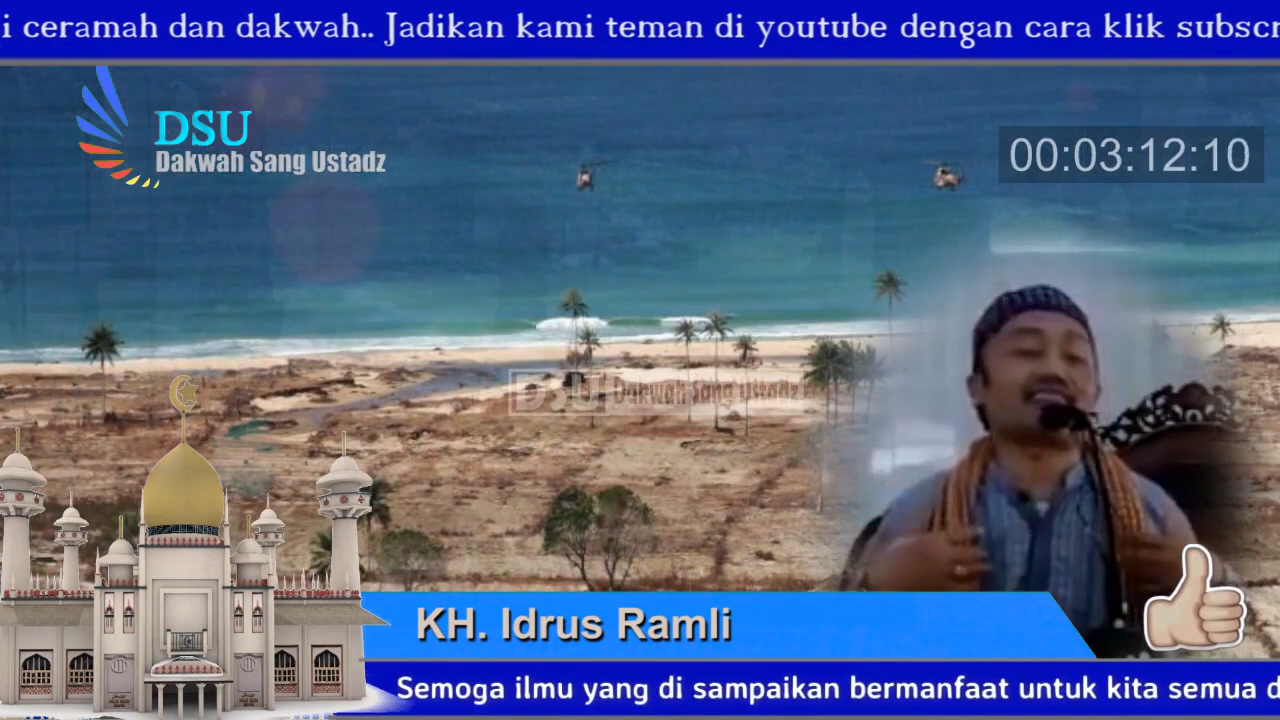 i ceramah dan dakwah.. Jadikan kami teman di youtube dengan cara klik subscr
DSU
Dakwah Sang Ustadz
00:03:12:10
DSU Dakwah Sang Ustadz
KH. Idrus Ramli
Semoga ilmu yang di sampaikan bermanfaat untuk kita semua d